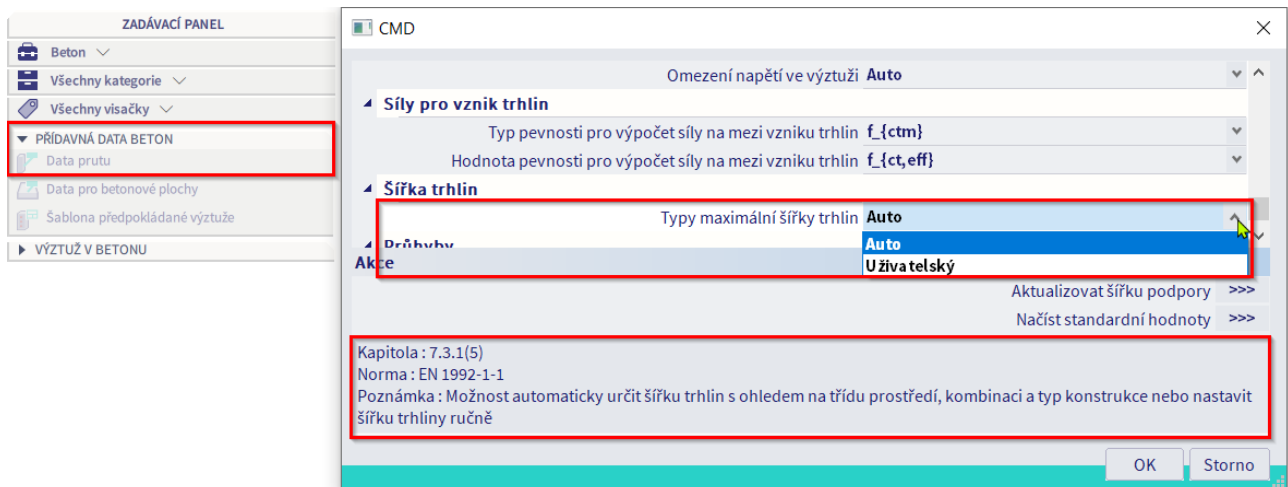 ZADÁVACÍ PANEL
Beton
Všechny kategorie
Všechny visačky
PŘÍDAVNÁ DATA BETON
Data prutu
Data pro betonové plochy
Šablona předpokládané výztuže
VÝZTUŽ V BETONU
CMD
Omezení napětí ve výztuži Auto
Síly pro vznik trhlin
Typ pevnosti pro výpočet síly na mezi vzniku trhlin f_{ctm}
Hodnota pevnosti pro výpočet síly na mezi vzniku trhlin f_{ct,eff}
Šířka trhlin
Typy maximální šířky trhlin Auto
Průhyby
Auto
Uživatelský
Akce
Aktualizovat šířku podpory >>>
Načíst standardní hodnoty >>>
Kapitola : 7.3.1(5)
Norma : EN 1992-1-1
Poznámka : Možnost automaticky určit šířku trhlin s ohledem na třídu prostředí, kombinaci a typ konstrukce nebo nastavit
šířku trhliny ručně
OK Storno